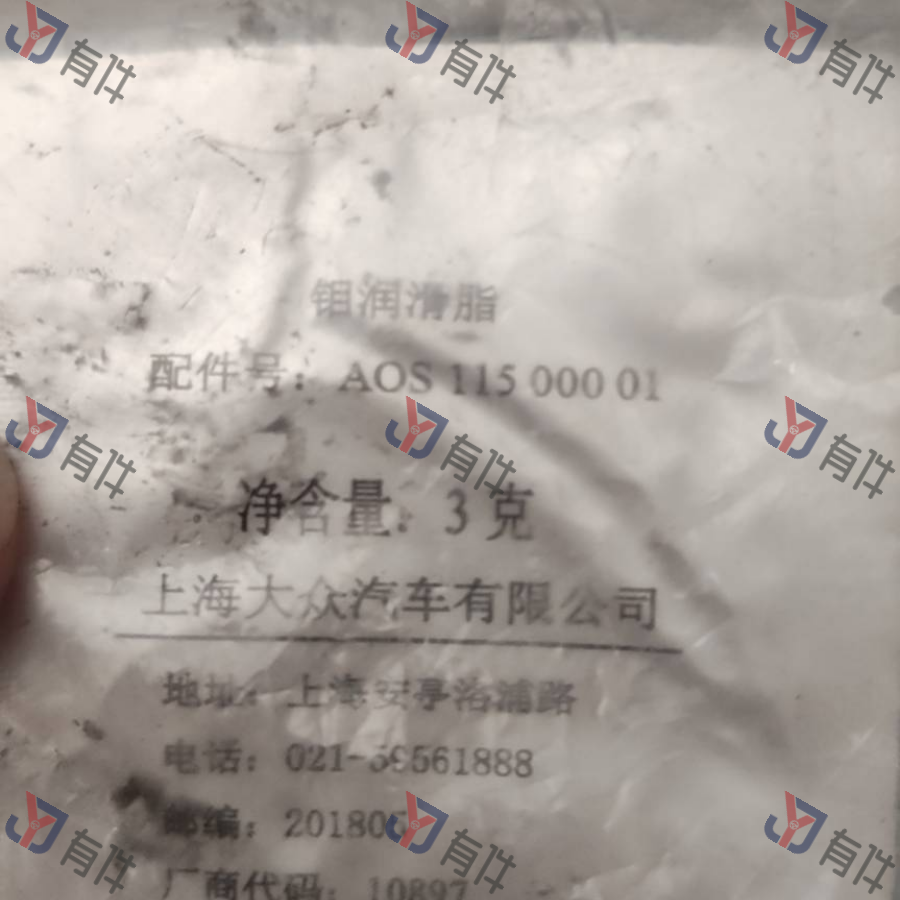 钼润滑脂
配件号: AOS 115 000 01
净含量: 3 克
上海大众汽车有限公司
地址: 上海安亭洛浦路
电话: 021-59561888
邮编: 201805
厂商代码: 10897
有件
有件
有件
有件
有件
有件
有件
有件
有件